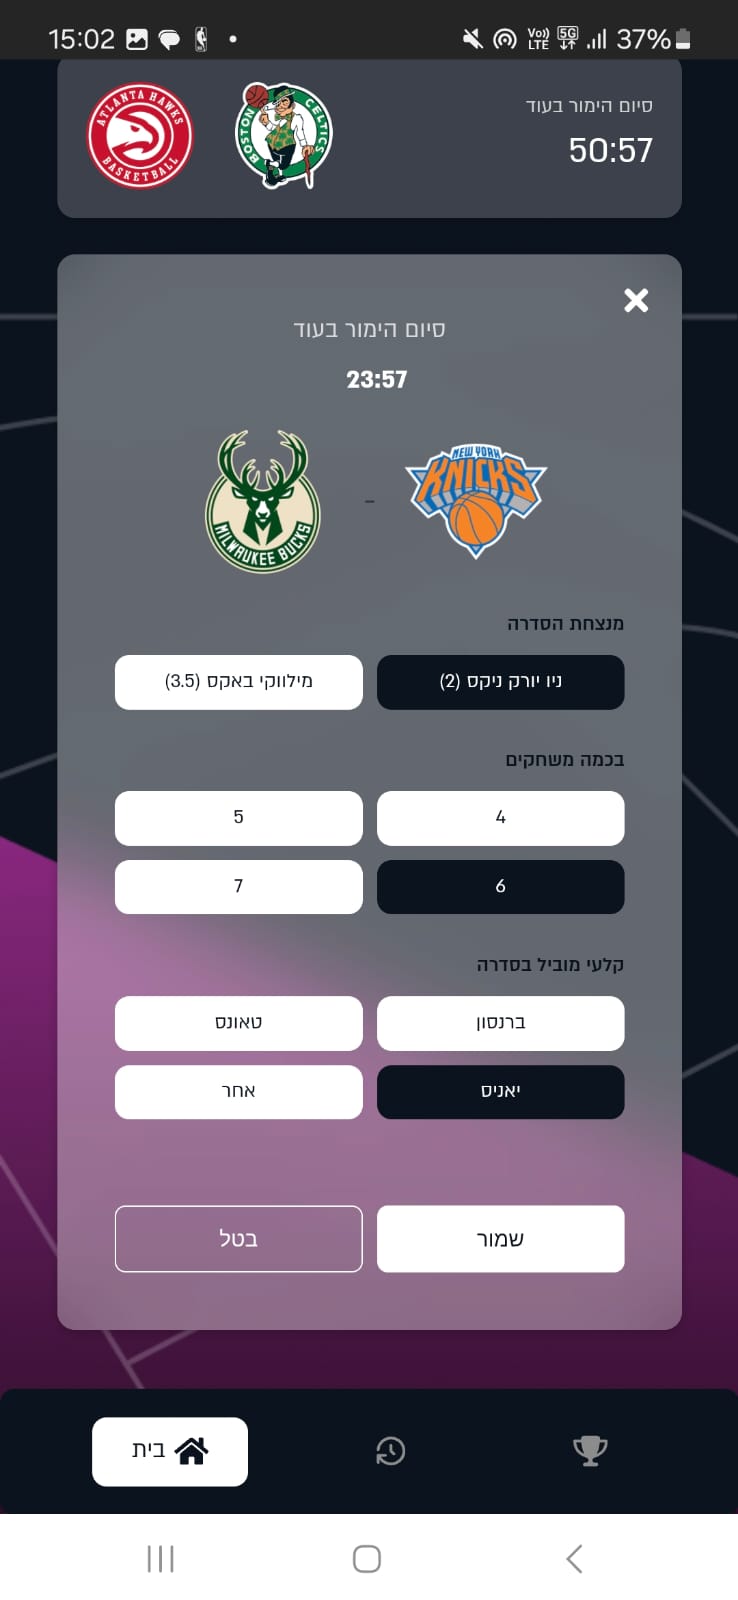 15:02
Vo)) LTE 5G 37%
ATLANTA HAWKS BASKETBALL
BOSTON CELTICS
סיום הימור בעוד
50:57
סיום הימור בעוד
23:57
NEW YORK KNICKS
-
MILWAUKEE BUCKS
מנצחת הסדרה
ניו יורק ניקס (2)
מילווקי באקס (3.5)
בכמה משחקים
4
5
6
7
קלעי מוביל בסדרה
ברנסון
טאונס
יאניס
אחר
שמור
בטל
בית